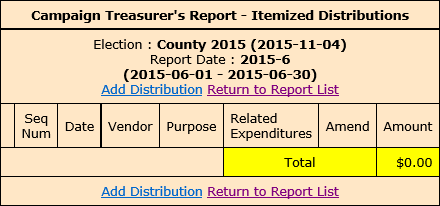 Campaign Treasurer's Report - Itemized Distributions
Election : County 2015 (2015-11-04)
Report Date : 2015-6
(2015-06-01 - 2015-06-30)
Add Distribution Return to Report List
Seq Num Date Vendor Purpose Related Expenditures Amend Amount
Total $0.00
Add Distribution Return to Report List